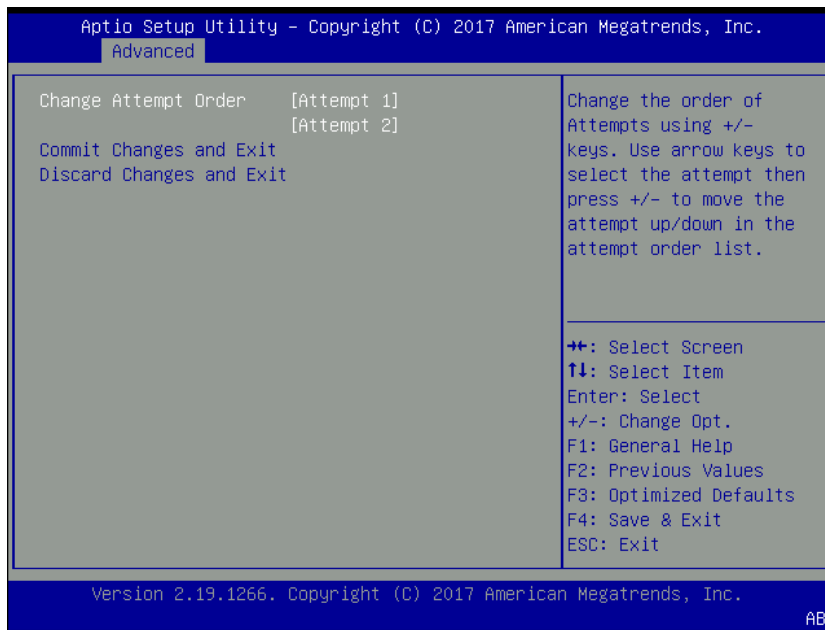 Aptio Setup Utility – Copyright (C) 2017 American Megatrends, Inc.
Advanced
Change Attempt Order [Attempt 1]
[Attempt 2]
Commit Changes and Exit
Discard Changes and Exit
Change the order of
Attempts using +/–
keys. Use arrow keys to
select the attempt then
press +/– to move the
attempt up/down in the
attempt order list.
→←: Select Screen
↑↓: Select Item
Enter: Select
+/–: Change Opt.
F1: General Help
F2: Previous Values
F3: Optimized Defaults
F4: Save & Exit
ESC: Exit
Version 2.19.1266. Copyright (C) 2017 American Megatrends, Inc.
AB